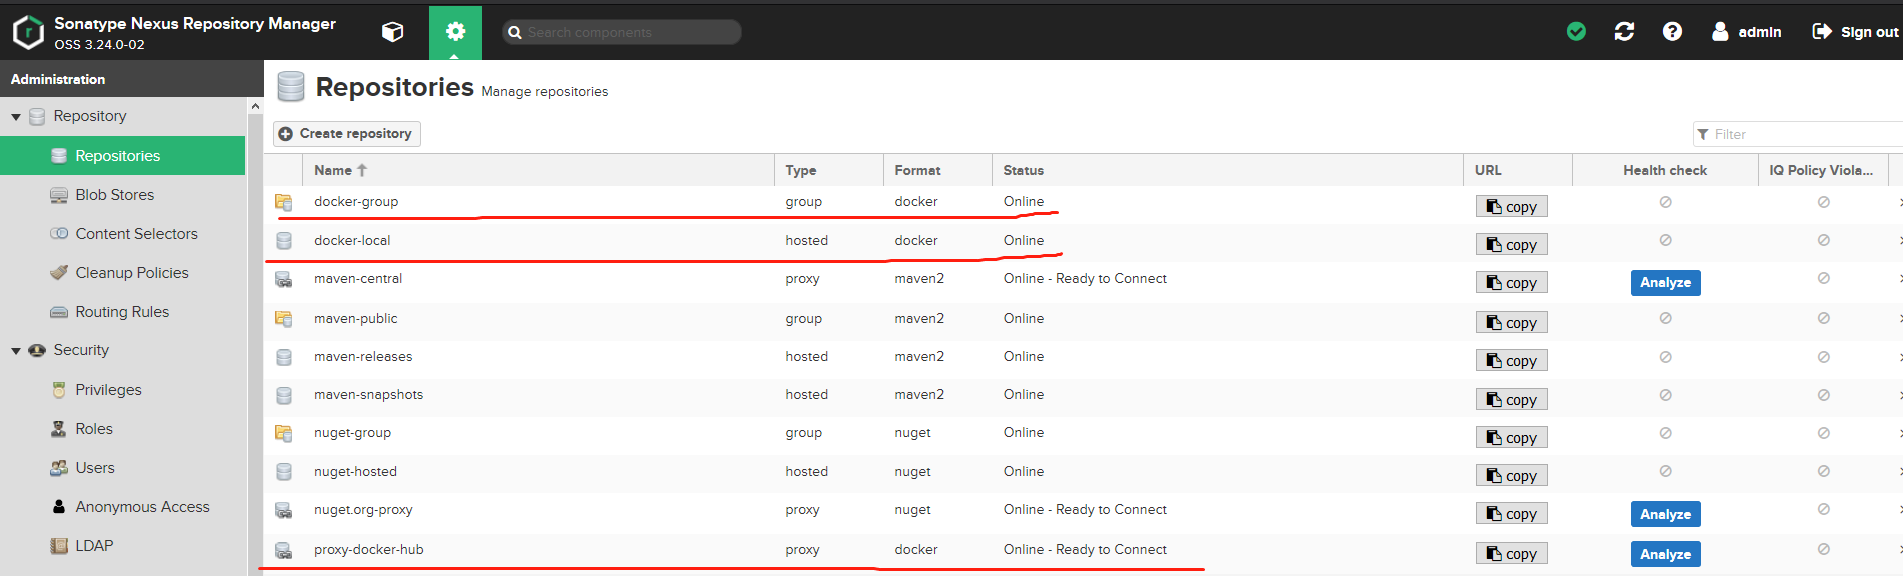 Sonatype Nexus Repository Manager
OSS 3.24.0-02
Search components
admin
Sign out
Administration
Repository
Repositories
Blob Stores
Content Selectors
Cleanup Policies
Routing Rules
Security
Privileges
Roles
Users
Anonymous Access
LDAP
Repositories Manage repositories
Create repository
Filter
Name Type Format Status URL Health check IQ Policy Viola...
docker-group group docker Online copy
docker-local hosted docker Online copy
maven-central proxy maven2 Online - Ready to Connect copy Analyze
maven-public group maven2 Online copy
maven-releases hosted maven2 Online copy
maven-snapshots hosted maven2 Online copy
nuget-group group nuget Online copy
nuget-hosted hosted nuget Online copy
nuget.org-proxy proxy nuget Online - Ready to Connect copy Analyze
proxy-docker-hub proxy docker Online - Ready to Connect copy Analyze